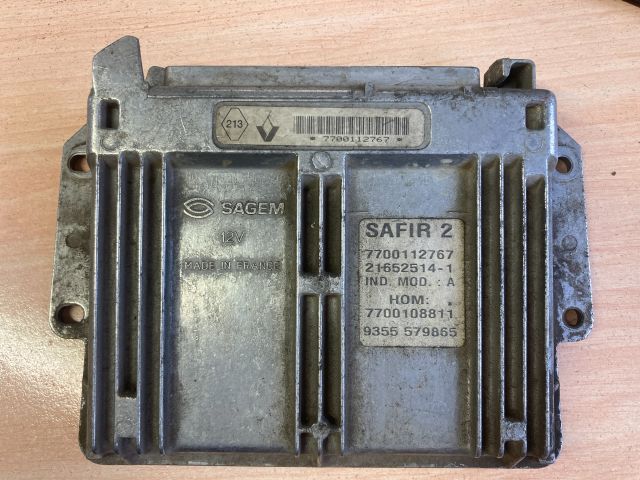 213
* 7700112767 *
SAGEM
12V
MADE IN FRANCE
SAFIR 2
7700112767
21652514-1
IND. MOD. : A
HOM: .
7700108811
9355 579865